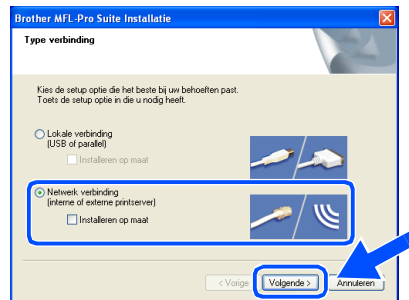 Brother MFL-Pro Suite Installatie
Type verbinding
Kies de setup optie die het beste bij uw behoeften past.
Toets de setup optie in die u nodig heeft.
Lokale verbinding
(USB of parallel)
Installeren op maat
Netwerk verbinding
(interne of externe printserver)
Installeren op maat
< Vorige
Volgende >
Annuleren